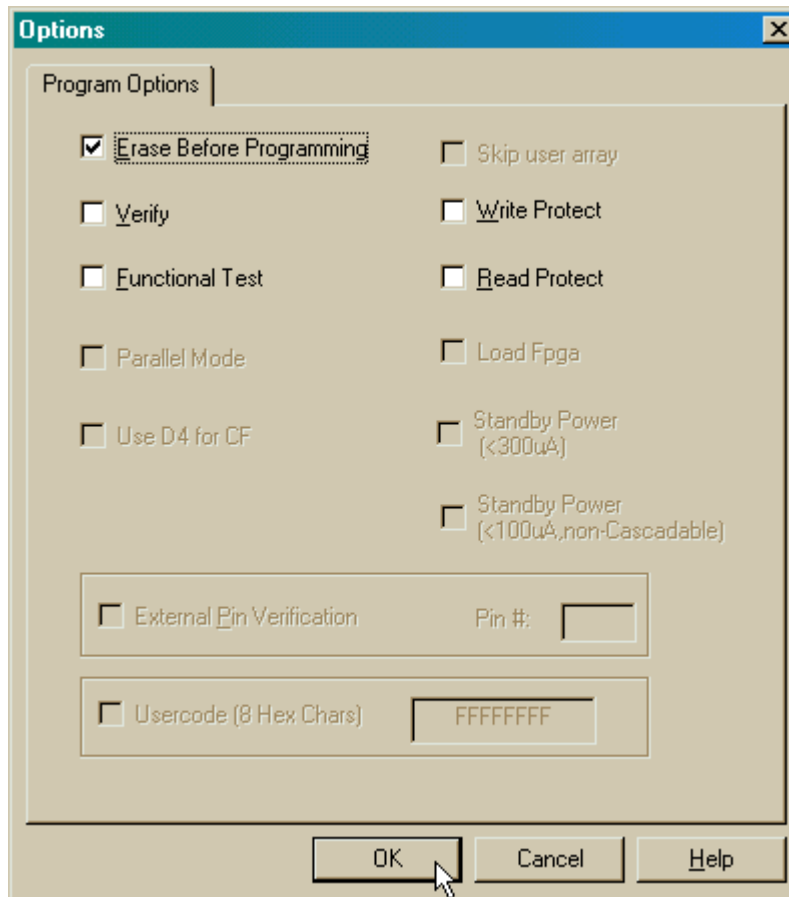 Options
Program Options
Erase Before Programming
Skip user array
Verify
Write Protect
Functional Test
Read Protect
Parallel Mode
Load Fpga
Use D4 for CF
Standby Power
(<300uA)
Standby Power
(<100uA,non-Cascadable)
External Pin Verification
Pin #:
Usercode (8 Hex Chars)
FFFFFFFF
OK
Cancel
Help